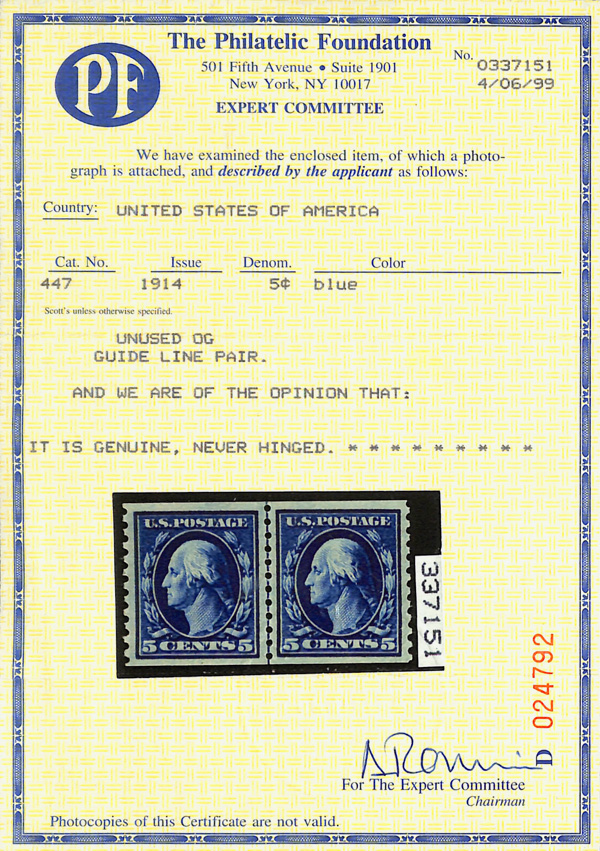 PF
The Philatelic Foundation
501 Fifth Avenue • Suite 1901
New York, NY 10017
EXPERT COMMITTEE
No. 0337151
4/06/99
We have examined the enclosed item, of which a photo-
graph is attached, and described by the applicant as follows:
Country: UNITED STATES OF AMERICA
Cat. No. Issue Denom. Color
447 1914 5¢ blue
Scott's unless otherwise specified.
UNUSED OG
GUIDE LINE PAIR.
AND WE ARE OF THE OPINION THAT:
IT IS GENUINE, NEVER HINGED. * * * * * * * * *
U.S. POSTAGE U.S. POSTAGE
5 CENTS 5 5 CENTS 5
337151
D 024792
For The Expert Committee
Chairman
Photocopies of this Certificate are not valid.